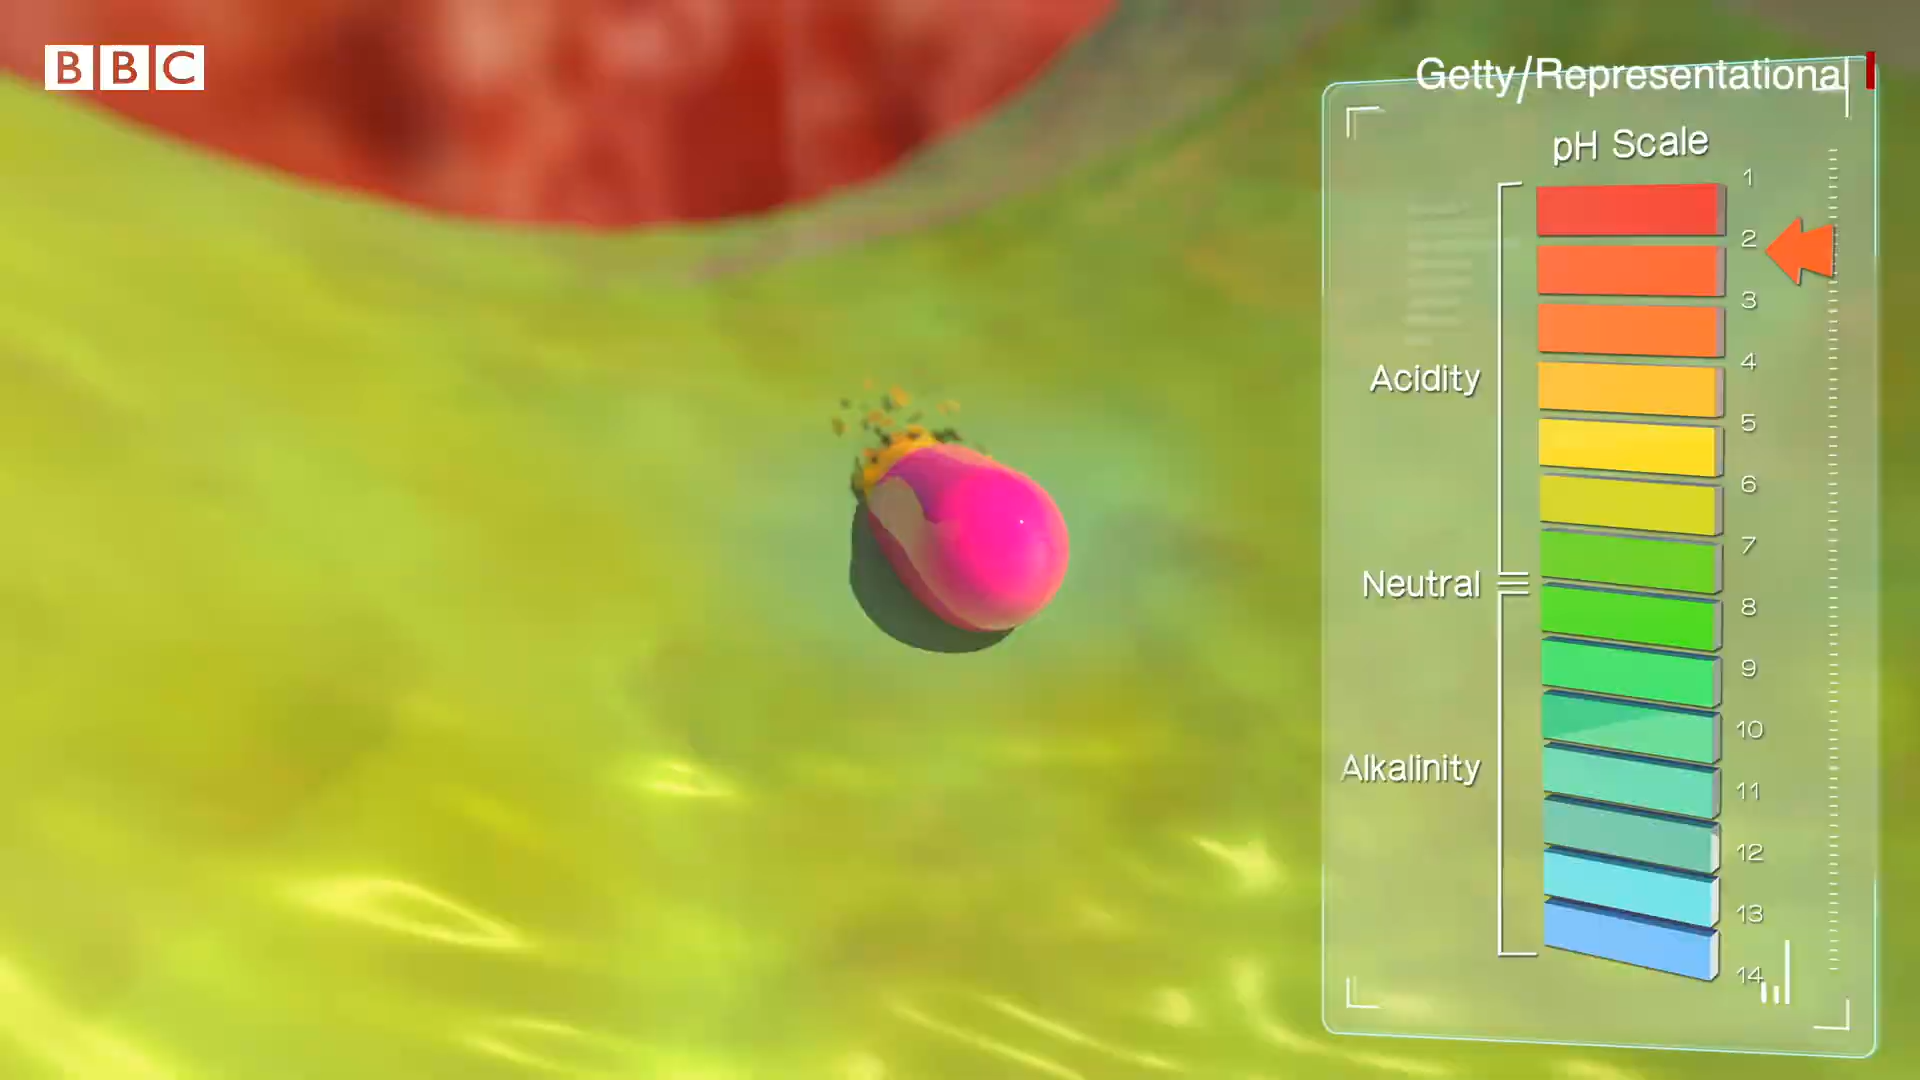 BBC
Getty/Representational
pH Scale
1
2
3
Acidity
4
5
6
7
Neutral
8
9
10
Alkalinity
11
12
13
14